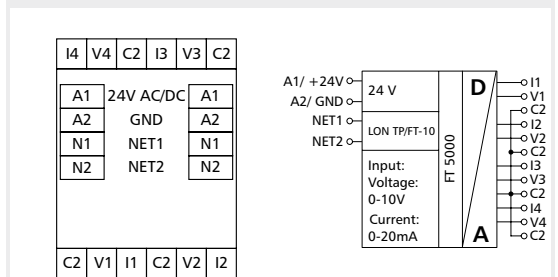 I4 V4 C2 I3 V3 C2
A1 24V AC/DC A1
A2 GND A2
N1 NET1 N1
N2 NET2 N2
C2 V1 I1 C2 V2 I2
A1/ +24V
A2/ GND
NET1
NET2
24 V
LON TP/FT-10
Input:
Voltage:
0-10V
Current:
0-20mA
FT 5000
D
A
I1
V1
C2
I2
V2
C2
I3
V3
C2
I4
V4
C2